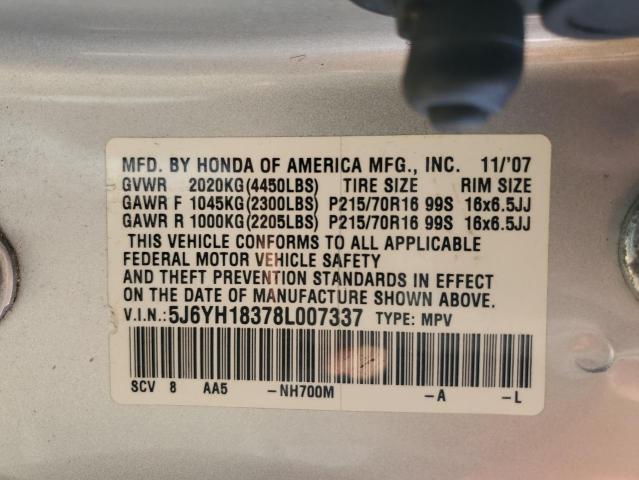 MFD. BY HONDA OF AMERICA MFG., INC. 11/'07
GVWR 2020KG(4450LBS) TIRE SIZE RIM SIZE
GAWR F 1045KG(2300LBS) P215/70R16 99S 16x6.5JJ
GAWR R 1000KG(2205LBS) P215/70R16 99S 16x6.5JJ
THIS VEHICLE CONFORMS TO ALL APPLICABLE
FEDERAL MOTOR VEHICLE SAFETY
AND THEFT PREVENTION STANDARDS IN EFFECT
ON THE DATE OF MANUFACTURE SHOWN ABOVE.
V.I.N.:5J6YH18378L007337 TYPE: MPV
SCV 8 AA5 -NH700M -A -L